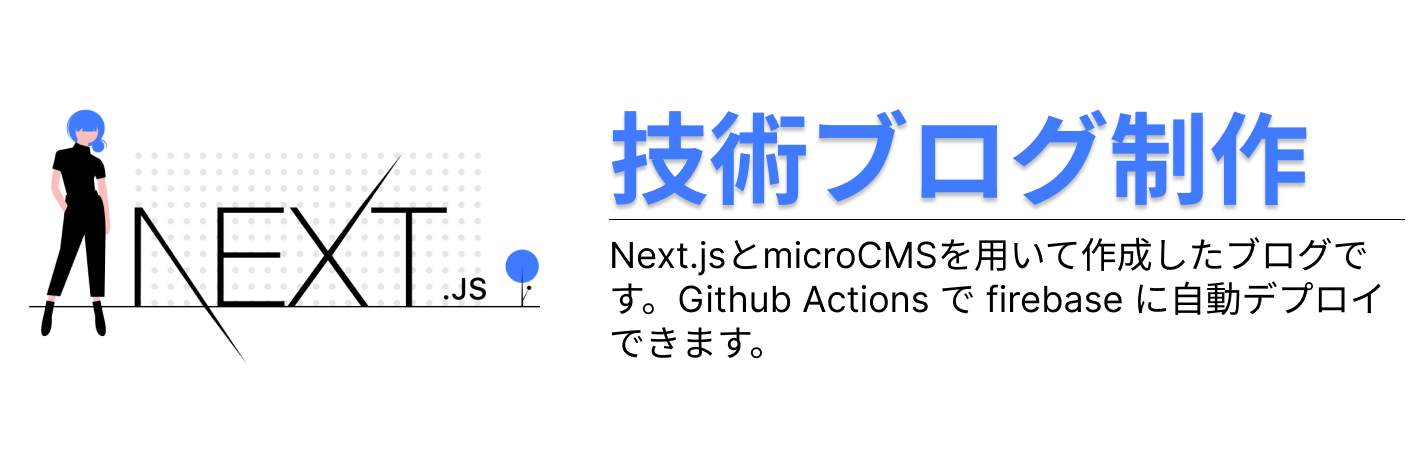 NEXT.JS
技術ブログ制作
Next.jsとmicroCMSを用いて作成したブログで
す。Github Actions で firebase に自動デプロイ
できます。